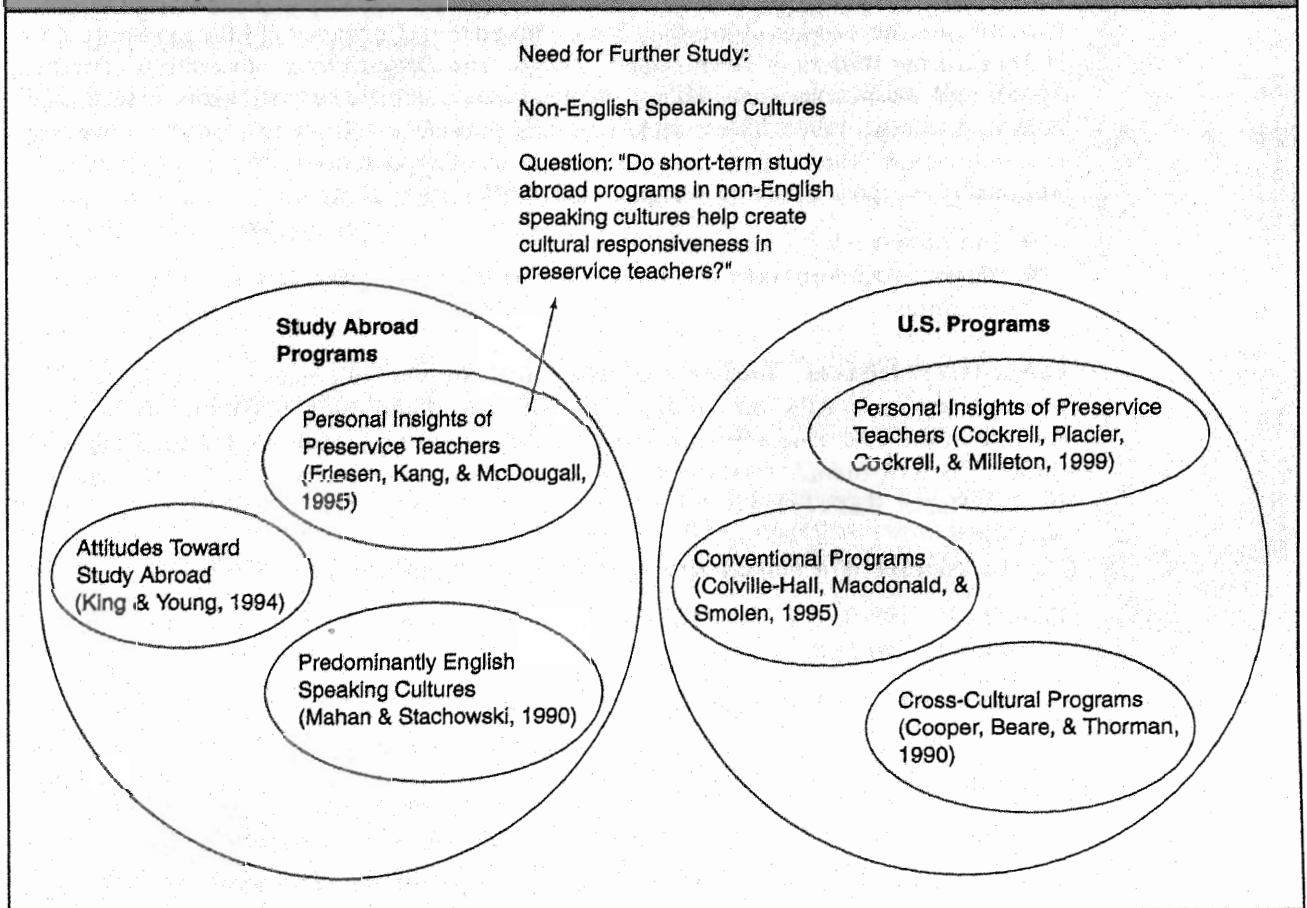 Need for Further Study:
Non-English Speaking Cultures
Question: "Do short-term study
abroad programs in non-English
speaking cultures help create
cultural responsiveness in
preservice teachers?"
Study Abroad
Programs
Personal Insights of
Preservice Teachers
(Friesen, Kang, & McDougall,
1995)
Attitudes Toward
Study Abroad
(King & Young, 1994)
Predominantly English
Speaking Cultures
(Mahan & Stachowski, 1990)
U.S. Programs
Personal Insights of Preservice
Teachers (Cockrell, Placier,
Cockrell, & Milleton, 1999)
Conventional Programs
(Colville-Hall, Macdonald, &
Smolen, 1995)
Cross-Cultural Programs
(Cooper, Beare, & Thorman,
1990)